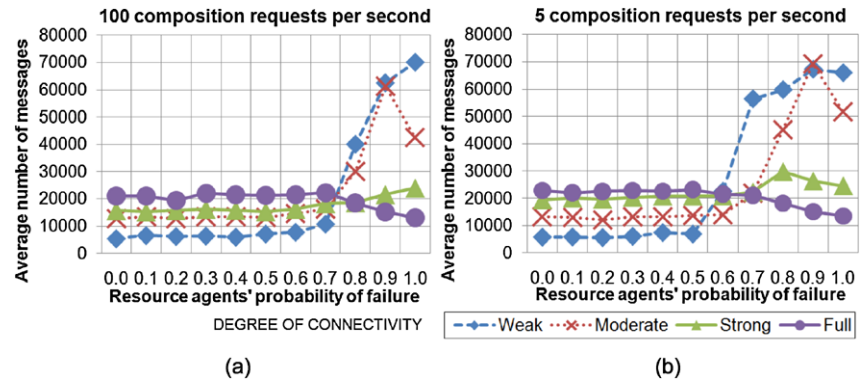 100 composition requests per second
Average number of messages
80000
70000
60000
50000
40000
30000
20000
10000
0
0.0 0.1 0.2 0.3 0.4 0.5 0.6 0.7 0.8 0.9 1.0
Resource agents' probability of failure
5 composition requests per second
Average number of messages
80000
70000
60000
50000
40000
30000
20000
10000
0
0.0 0.1 0.2 0.3 0.4 0.5 0.6 0.7 0.8 0.9 1.0
Resource agents' probability of failure
DEGREE OF CONNECTIVITY
Weak Moderate Strong Full
(a)
(b)